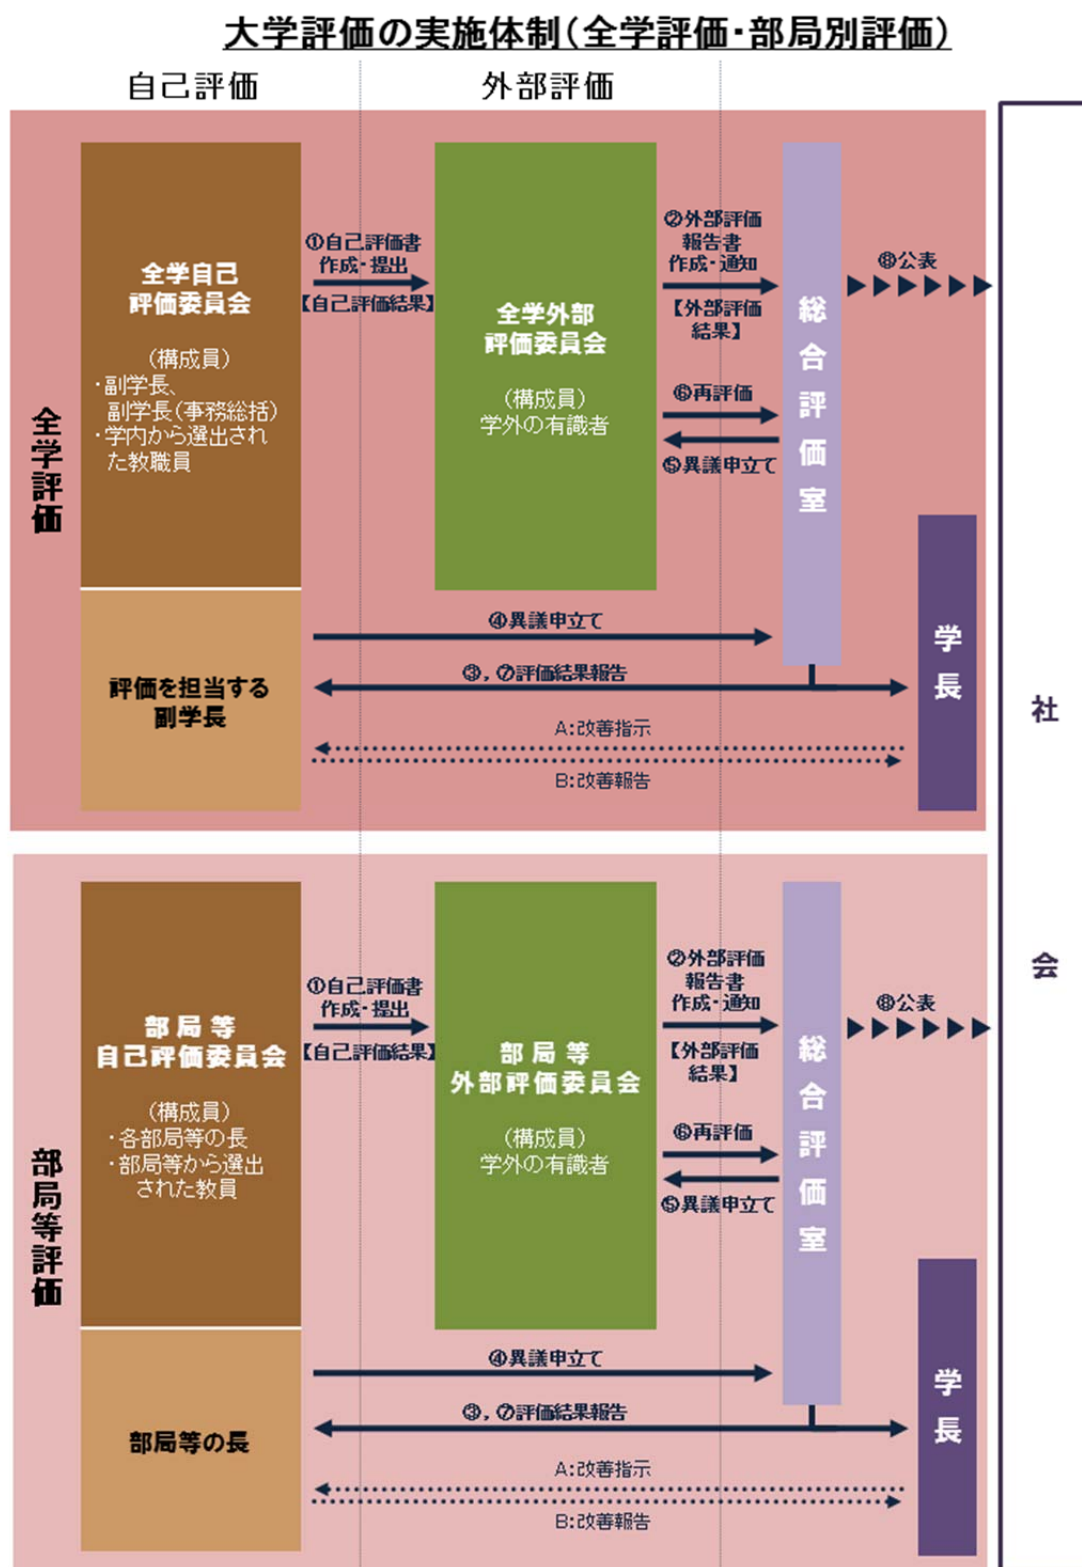 大学評価の実施体制(全学評価・部局別評価)
自己評価
外部評価
全学評価
全学自己
評価委員会
(構成員)
・副学長、
副学長(事務総括)
・学内から選出され
た教職員
①自己評価書
作成・提出
【自己評価結果】
全学外部
評価委員会
(構成員)
学外の有識者
②外部評価
報告書
作成・通知
【外部評価
結果】
⑥再評価
⑤異議申立て
総合評価室
⑧公表
評価を担当する
副学長
④異議申立て
③,⑦評価結果報告
A:改善指示
B:改善報告
学長
部局等評価
部局等
自己評価委員会
(構成員)
・各部局等の長
・部局等から選出
された教員
①自己評価書
作成・提出
【自己評価結果】
部局等
外部評価委員会
(構成員)
学外の有識者
②外部評価
報告書
作成・通知
【外部評価
結果】
⑥再評価
⑤異議申立て
総合評価室
⑧公表
部局等の長
④異議申立て
③,⑦評価結果報告
A:改善指示
B:改善報告
学長
社会